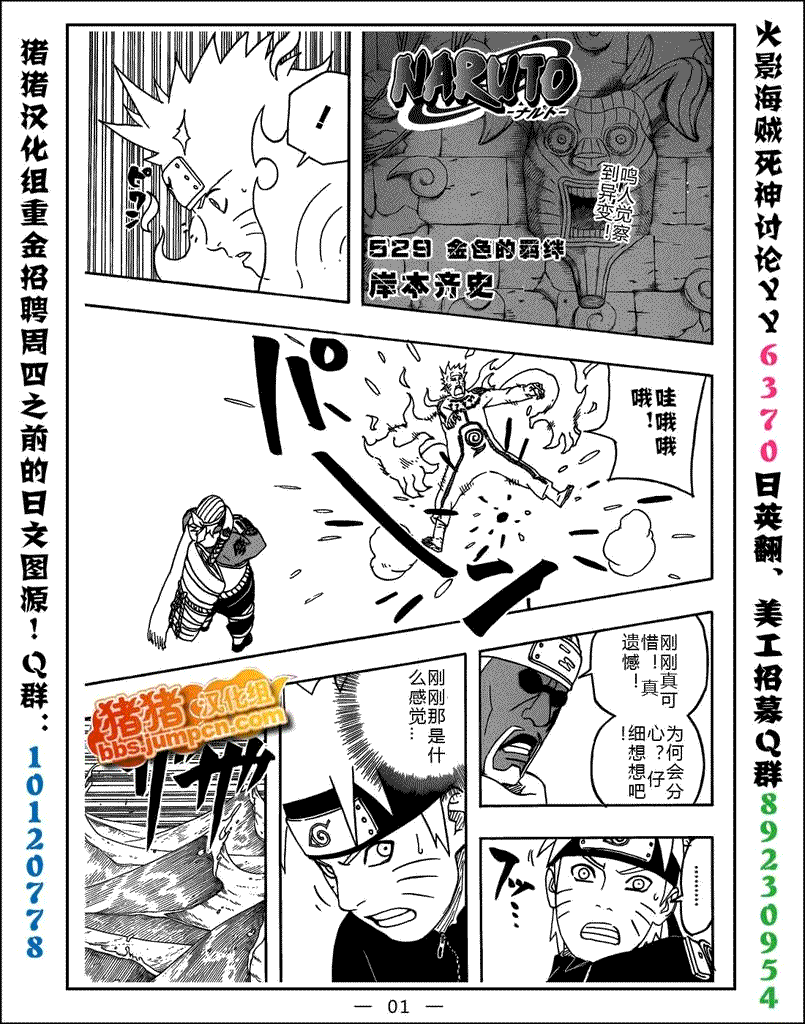 火影海贼死神讨论YY6370日英翻、美工招募Q群89230954
猪猪汉化组重金招聘周四之前的日文图源！Q群：10120778
NARUTO
-ナルト-
鸣人觉察
到异变！
529 金色的羁绊
岸本齐史
！
ピクン
哇哦哦
哦！
パーン
刚刚真可
惜！真
遗憾！
为何会分
心？仔
细想想吧
！
………
フッ…
刚刚那是什
么感觉…
猪猪汉化组
bbs.jumpcn.com
— 01 —